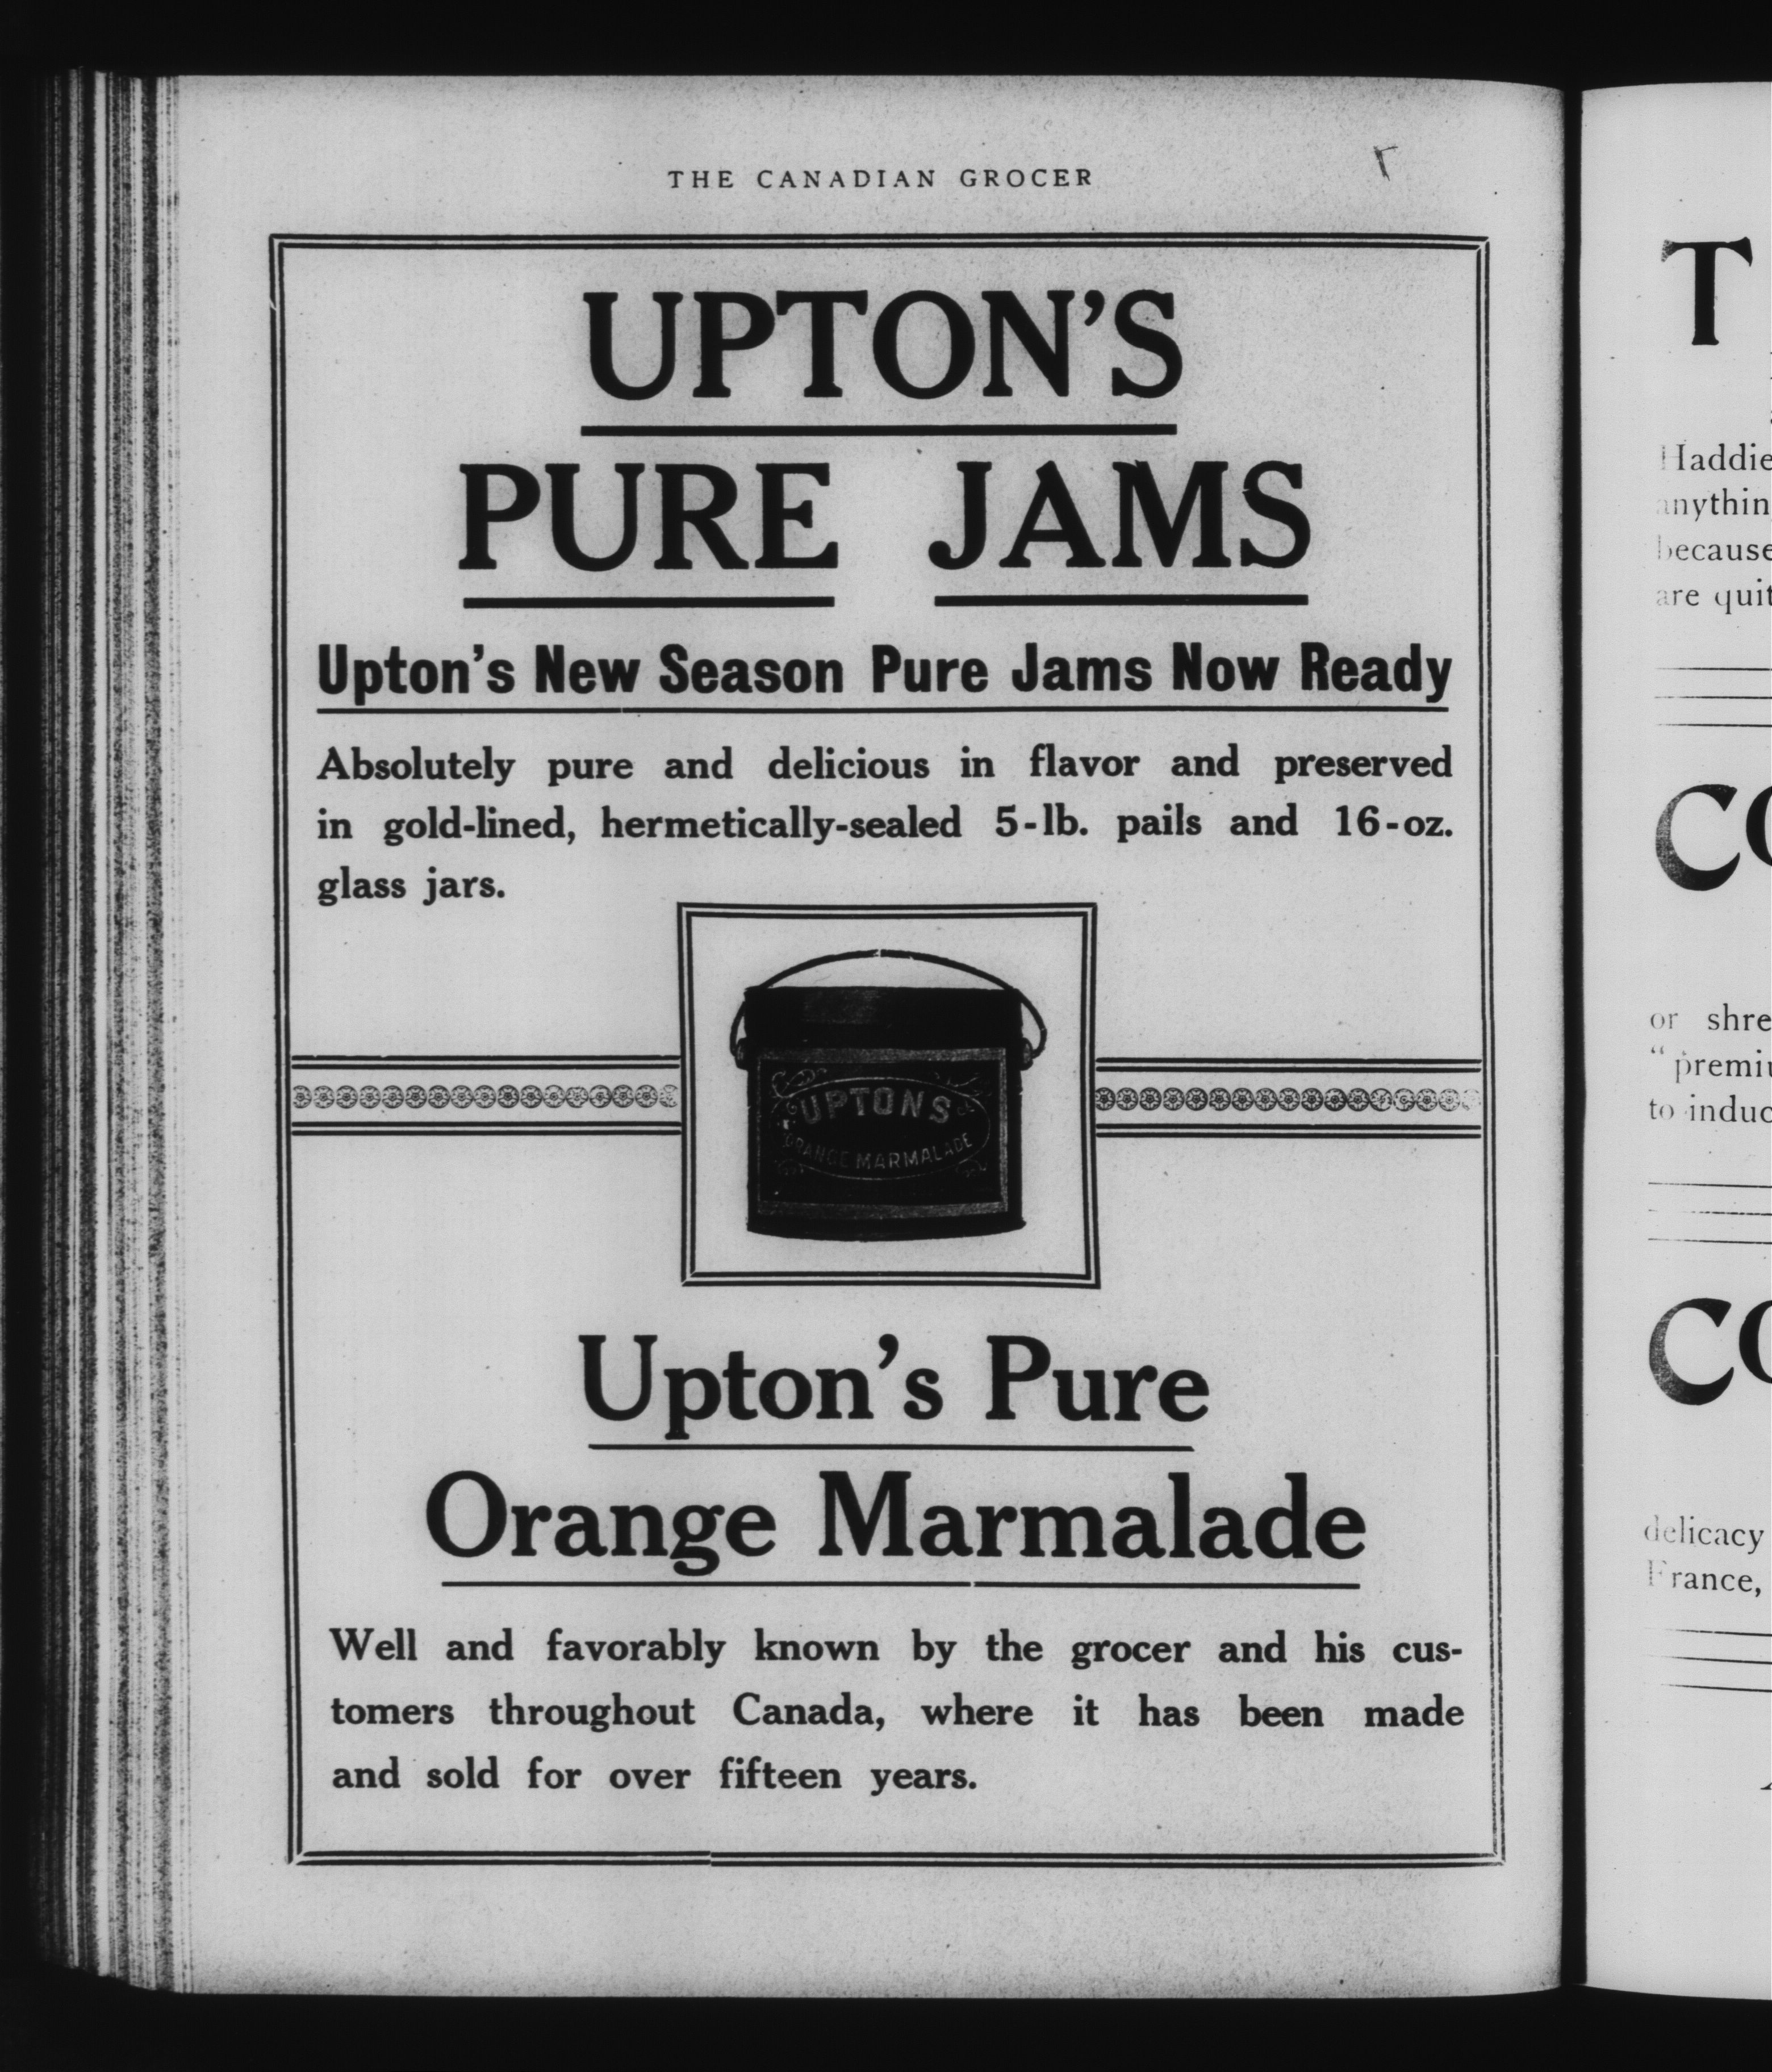 THE CANADIAN GROCER
UPTON'S
PURE JAMS
Upton's New Season Pure Jams Now Ready
Absolutely pure and delicious in flavor and preserved
in gold-lined, hermetically-sealed 5-lb. pails and 16-oz.
glass jars.
UPTONS
ORANGE MARMALADE
Upton's Pure
Orange Marmalade
Well and favorably known by the grocer and his cus-
tomers throughout Canada, where it has been made
and sold for over fifteen years.
T
Haddie
anythin
because
are quit
CO
or shre
"premiu
to induc
CO
delicacy
France,